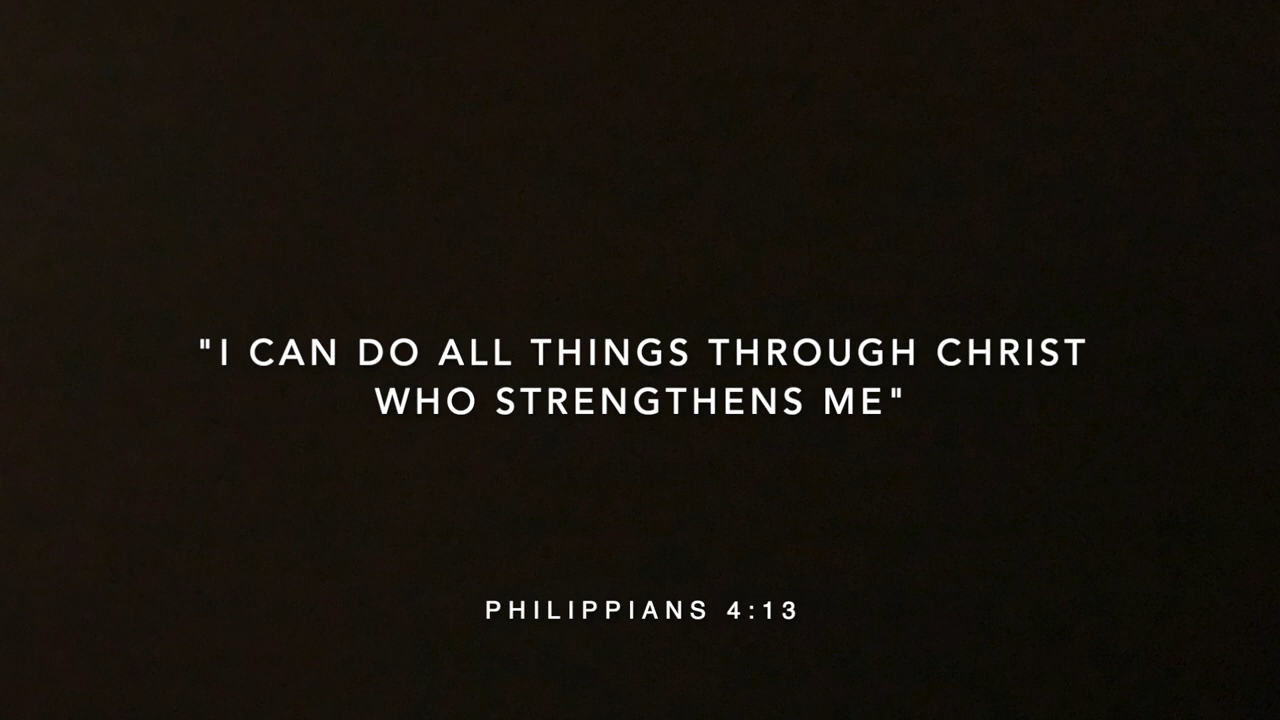 "I CAN DO ALL THINGS THROUGH CHRIST
WHO STRENGTHENS ME"
PHILIPPIANS 4:13